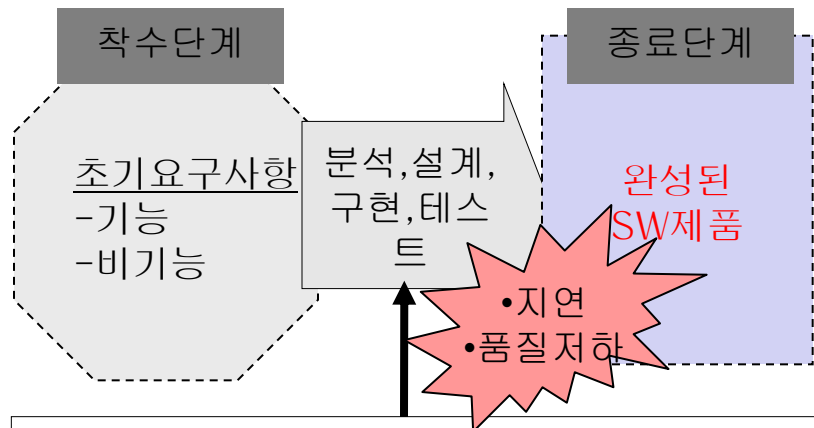 착수단계
종료단계
초기요구사항
-기능
-비기능
분석,설계,
구현,테스
트
완성된
SW제품
•지연
•품질저하